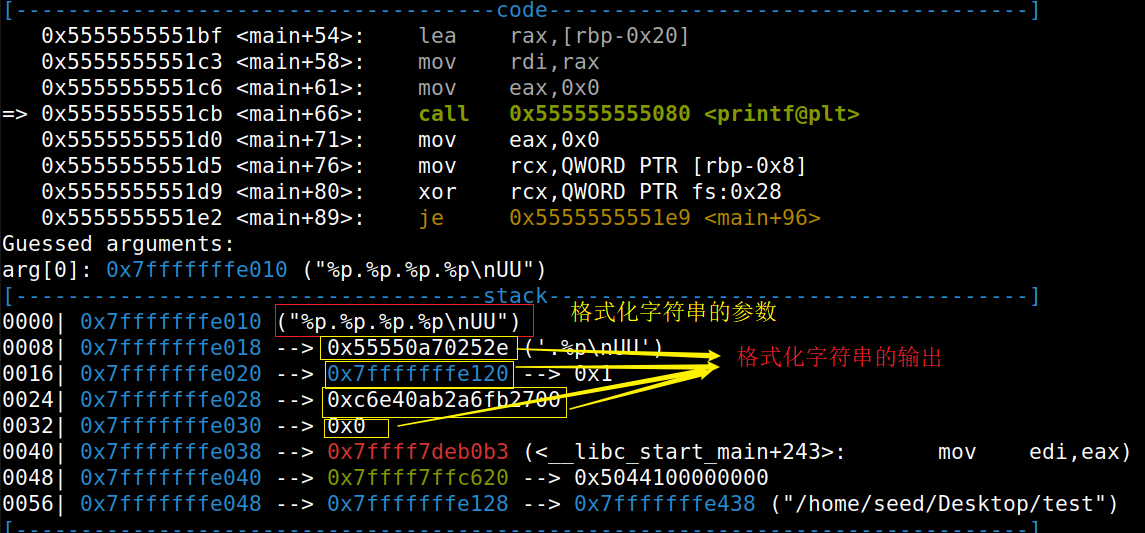 [-------------------------------------code-------------------------------------]
   0x5555555551bf <main+54>:    lea    rax,[rbp-0x20]
   0x5555555551c3 <main+58>:    mov    rdi,rax
   0x5555555551c6 <main+61>:    mov    eax,0x0
=> 0x5555555551cb <main+66>:    call   0x555555555080 <printf@plt>
   0x5555555551d0 <main+71>:    mov    eax,0x0
   0x5555555551d5 <main+76>:    mov    rcx,QWORD PTR [rbp-0x8]
   0x5555555551d9 <main+80>:    xor    rcx,QWORD PTR fs:0x28
   0x5555555551e2 <main+89>:    je     0x5555555551e9 <main+96>
Guessed arguments:
arg[0]: 0x7fffffffe010 ("%p.%p.%p.%p\nUU")
[------------------------------------stack-------------------------------------]
0000| 0x7fffffffe010 ("%p.%p.%p.%p\nUU") 格式化字符串的参数
0008| 0x7fffffffe018 --> 0x55550a70252e ('.%p\nUU') 格式化字符串的输出
0016| 0x7fffffffe020 --> 0x7fffffffe120 --> 0x1
0024| 0x7fffffffe028 --> 0xc6e40ab2a6fb2700
0032| 0x7fffffffe030 --> 0x0
0040| 0x7fffffffe038 --> 0x7ffff7deb0b3 (<__libc_start_main+243>:       mov    edi,eax)
0048| 0x7fffffffe040 --> 0x7ffff7ffc620 --> 0x5044100000000
0056| 0x7fffffffe048 --> 0x7fffffffe128 --> 0x7fffffffe438 ("/home/seed/Desktop/test")
[------------------------------------------------------------------------------]